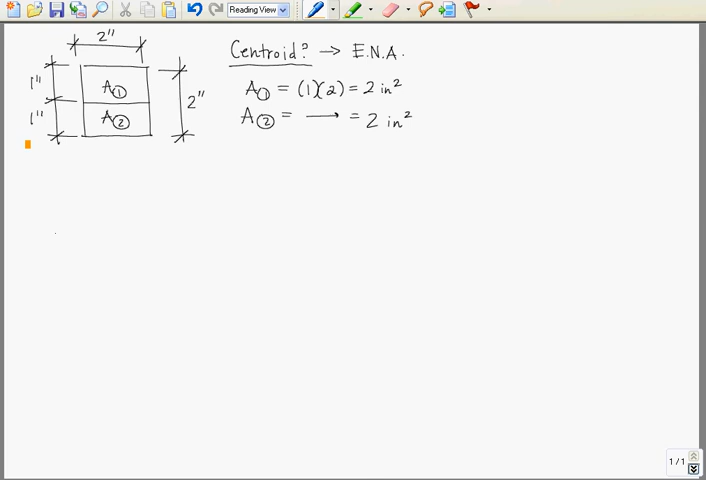 Reading View
2"
Centroid? → E.N.A.
1"
A① = (1)(2) = 2 in²
A①
2"
1"
A② = → = 2 in²
A②
1/1